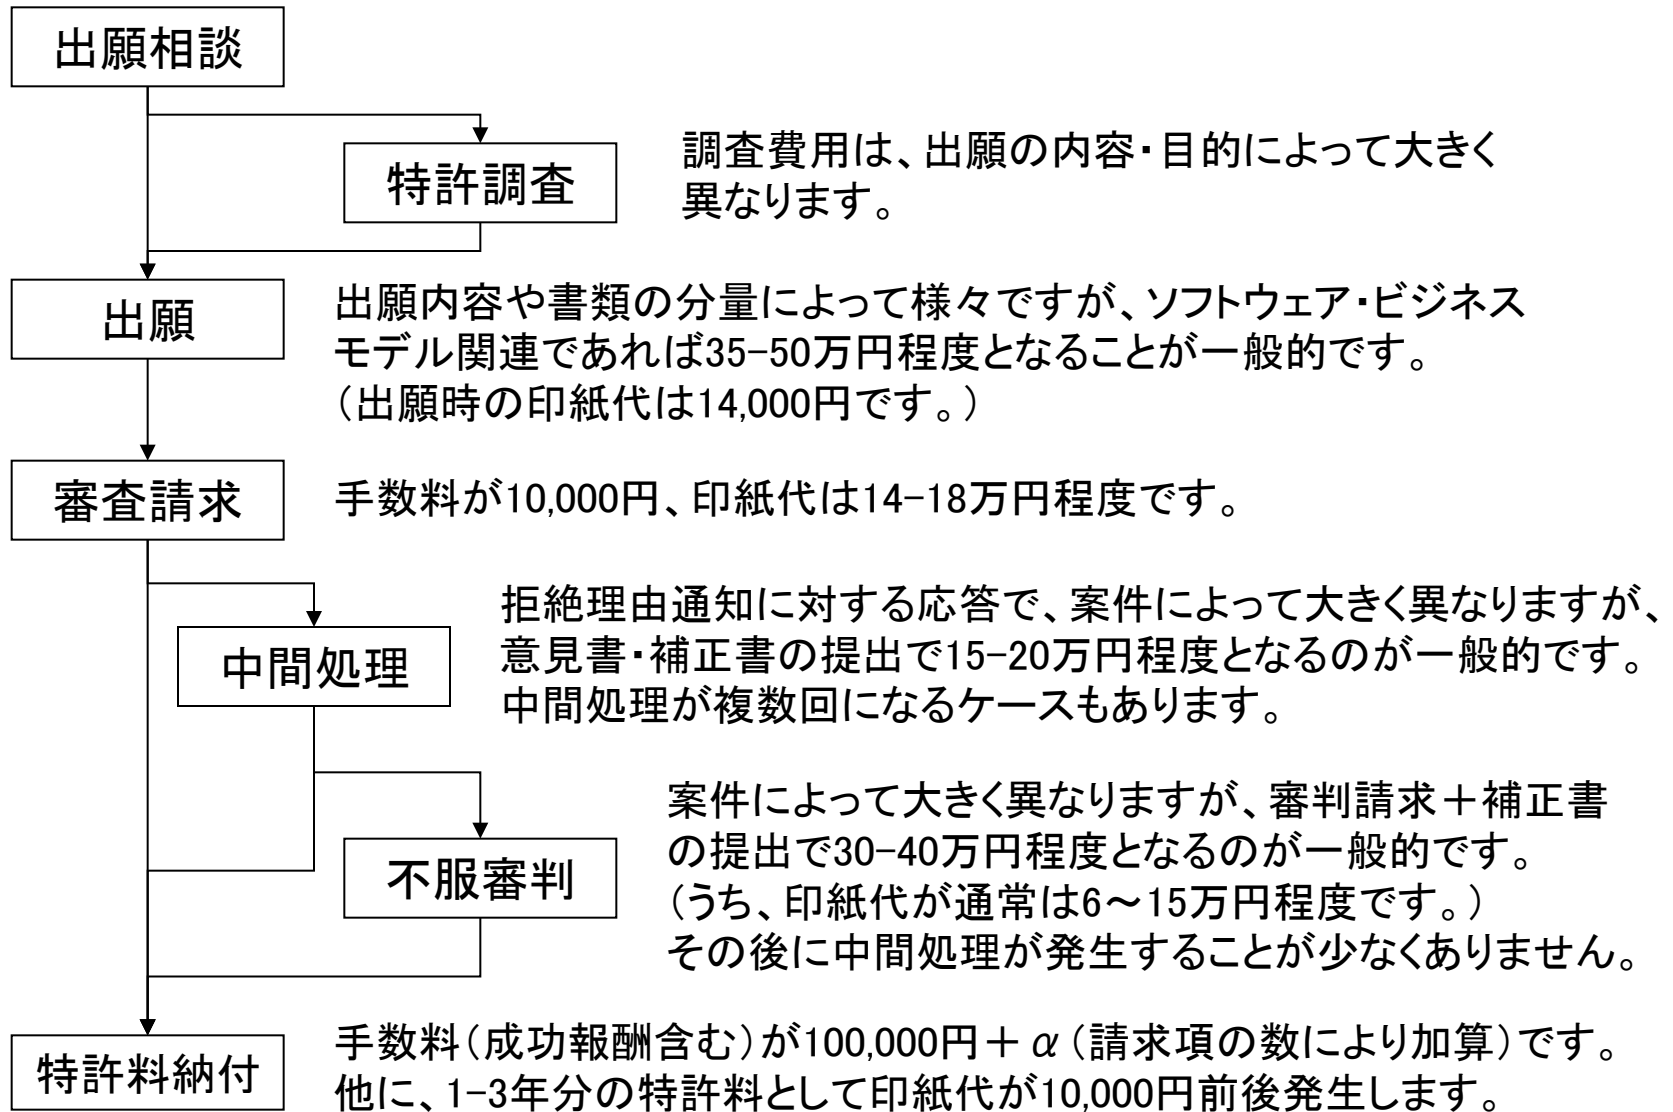 出願相談
特許調査
調査費用は、出願の内容・目的によって大きく
異なります。
出願
出願内容や書類の分量によって様々ですが、ソフトウェア・ビジネス
モデル関連であれば35-50万円程度となることが一般的です。
（出願時の印紙代は14,000円です。）
審査請求
手数料が10,000円、印紙代は14-18万円程度です。
中間処理
拒絶理由通知に対する応答で、案件によって大きく異なりますが、
意見書・補正書の提出で15-20万円程度となるのが一般的です。
中間処理が複数回になるケースもあります。
不服審判
案件によって大きく異なりますが、審判請求＋補正書
の提出で30-40万円程度となるのが一般的です。
（うち、印紙代が通常は6～15万円程度です。）
その後に中間処理が発生することが少なくありません。
特許料納付
手数料（成功報酬含む）が100,000円＋α（請求項の数により加算）です。
他に、1-3年分の特許料として印紙代が10,000円前後発生します。